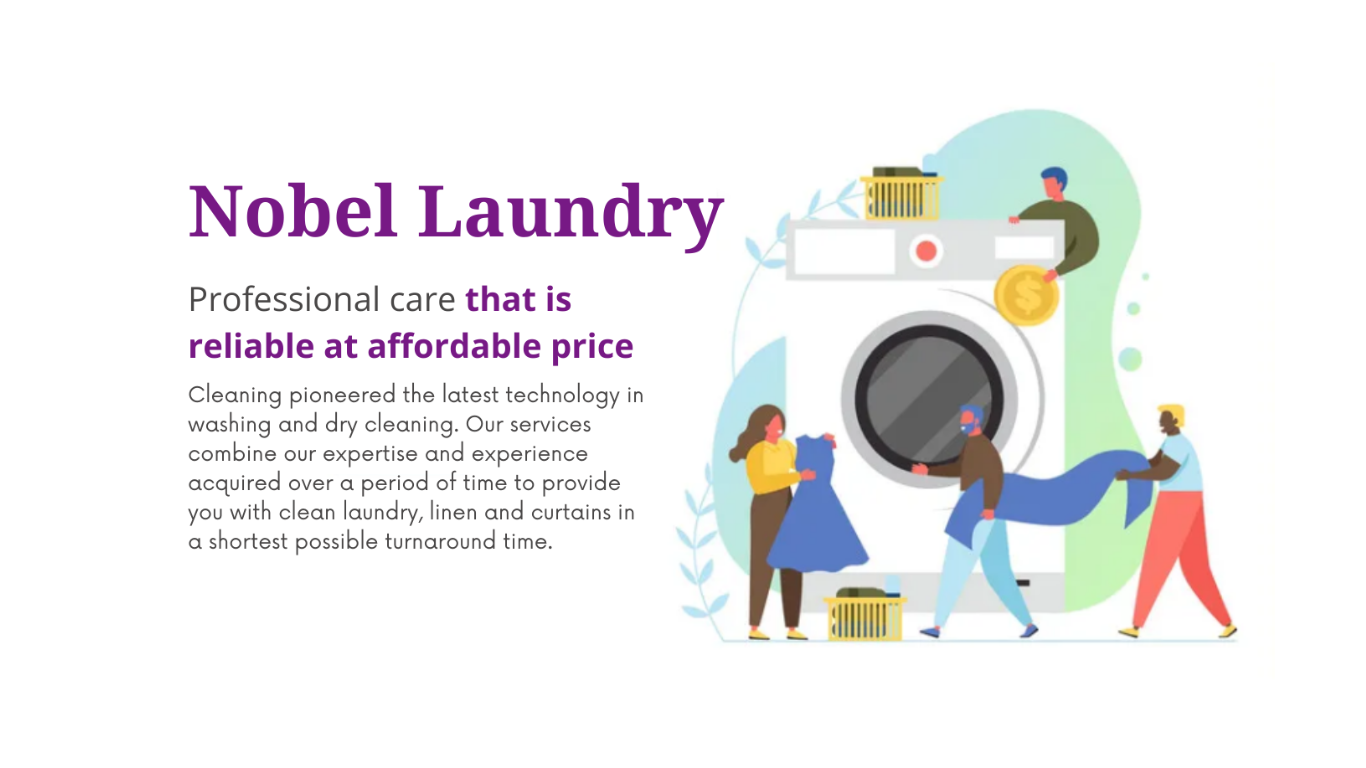 Nobel Laundry
Professional care that is
reliable at affordable price
Cleaning pioneered the latest technology in
washing and dry cleaning. Our services
combine our expertise and experience
acquired over a period of time to provide
you with clean laundry, linen and curtains in
a shortest possible turnaround time.
$